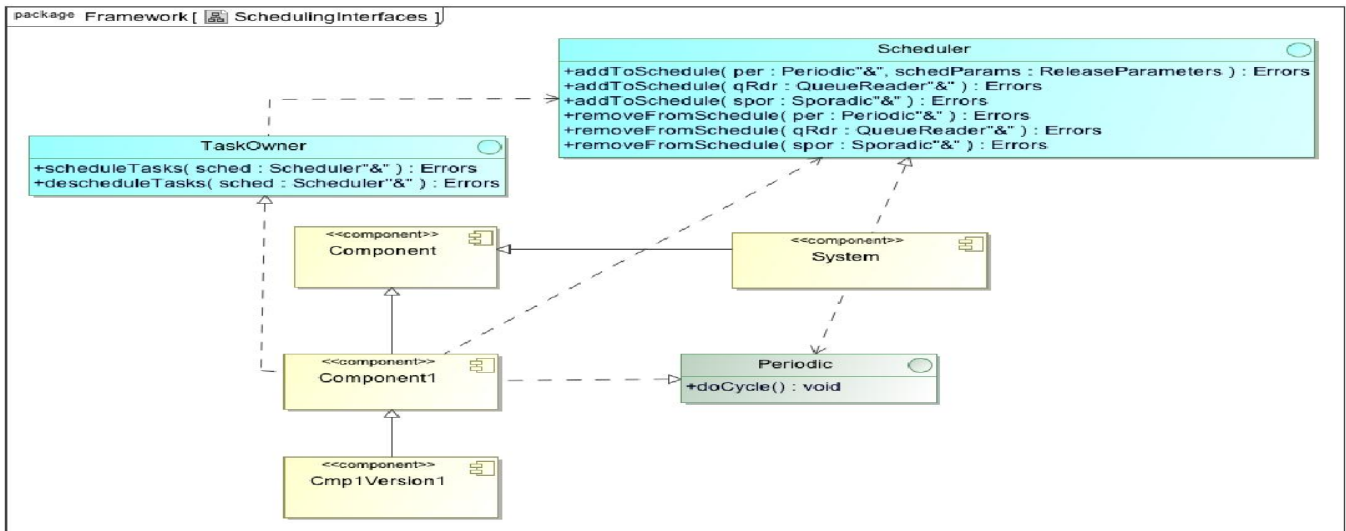 package Framework [ SchedulingInterfaces ]
Scheduler
+addToSchedule( per : Periodic"&", schedParams : ReleaseParameters ) : Errors
+addToSchedule( qRdr : QueueReader"&" ) : Errors
+addToSchedule( spor : Sporadic"&" ) : Errors
+removeFromSchedule( per : Periodic"&" ) : Errors
+removeFromSchedule( qRdr : QueueReader"&" ) : Errors
+removeFromSchedule( spor : Sporadic"&" ) : Errors
TaskOwner
+scheduleTasks( sched : Scheduler"&" ) : Errors
+descheduleTasks( sched : Scheduler"&" ) : Errors
<<component>>
Component
<<component>>
System
<<component>>
Component1
Periodic
+doCycle() : void
<<component>>
Cmp1Version1